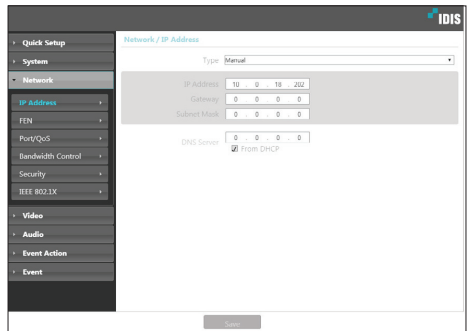 IDIS
Quick Setup
System
Network
IP Address
FEN
Port/QoS
Bandwidth Control
Security
IEEE 802.1X
Video
Audio
Event Action
Event
Network / IP Address
Type Manual
IP Address 10 . 0 . 18 . 202
Gateway 0 . 0 . 0 . 0
Subnet Mask 0 . 0 . 0 . 0
DNS Server 0 . 0 . 0 . 0
From DHCP
Save